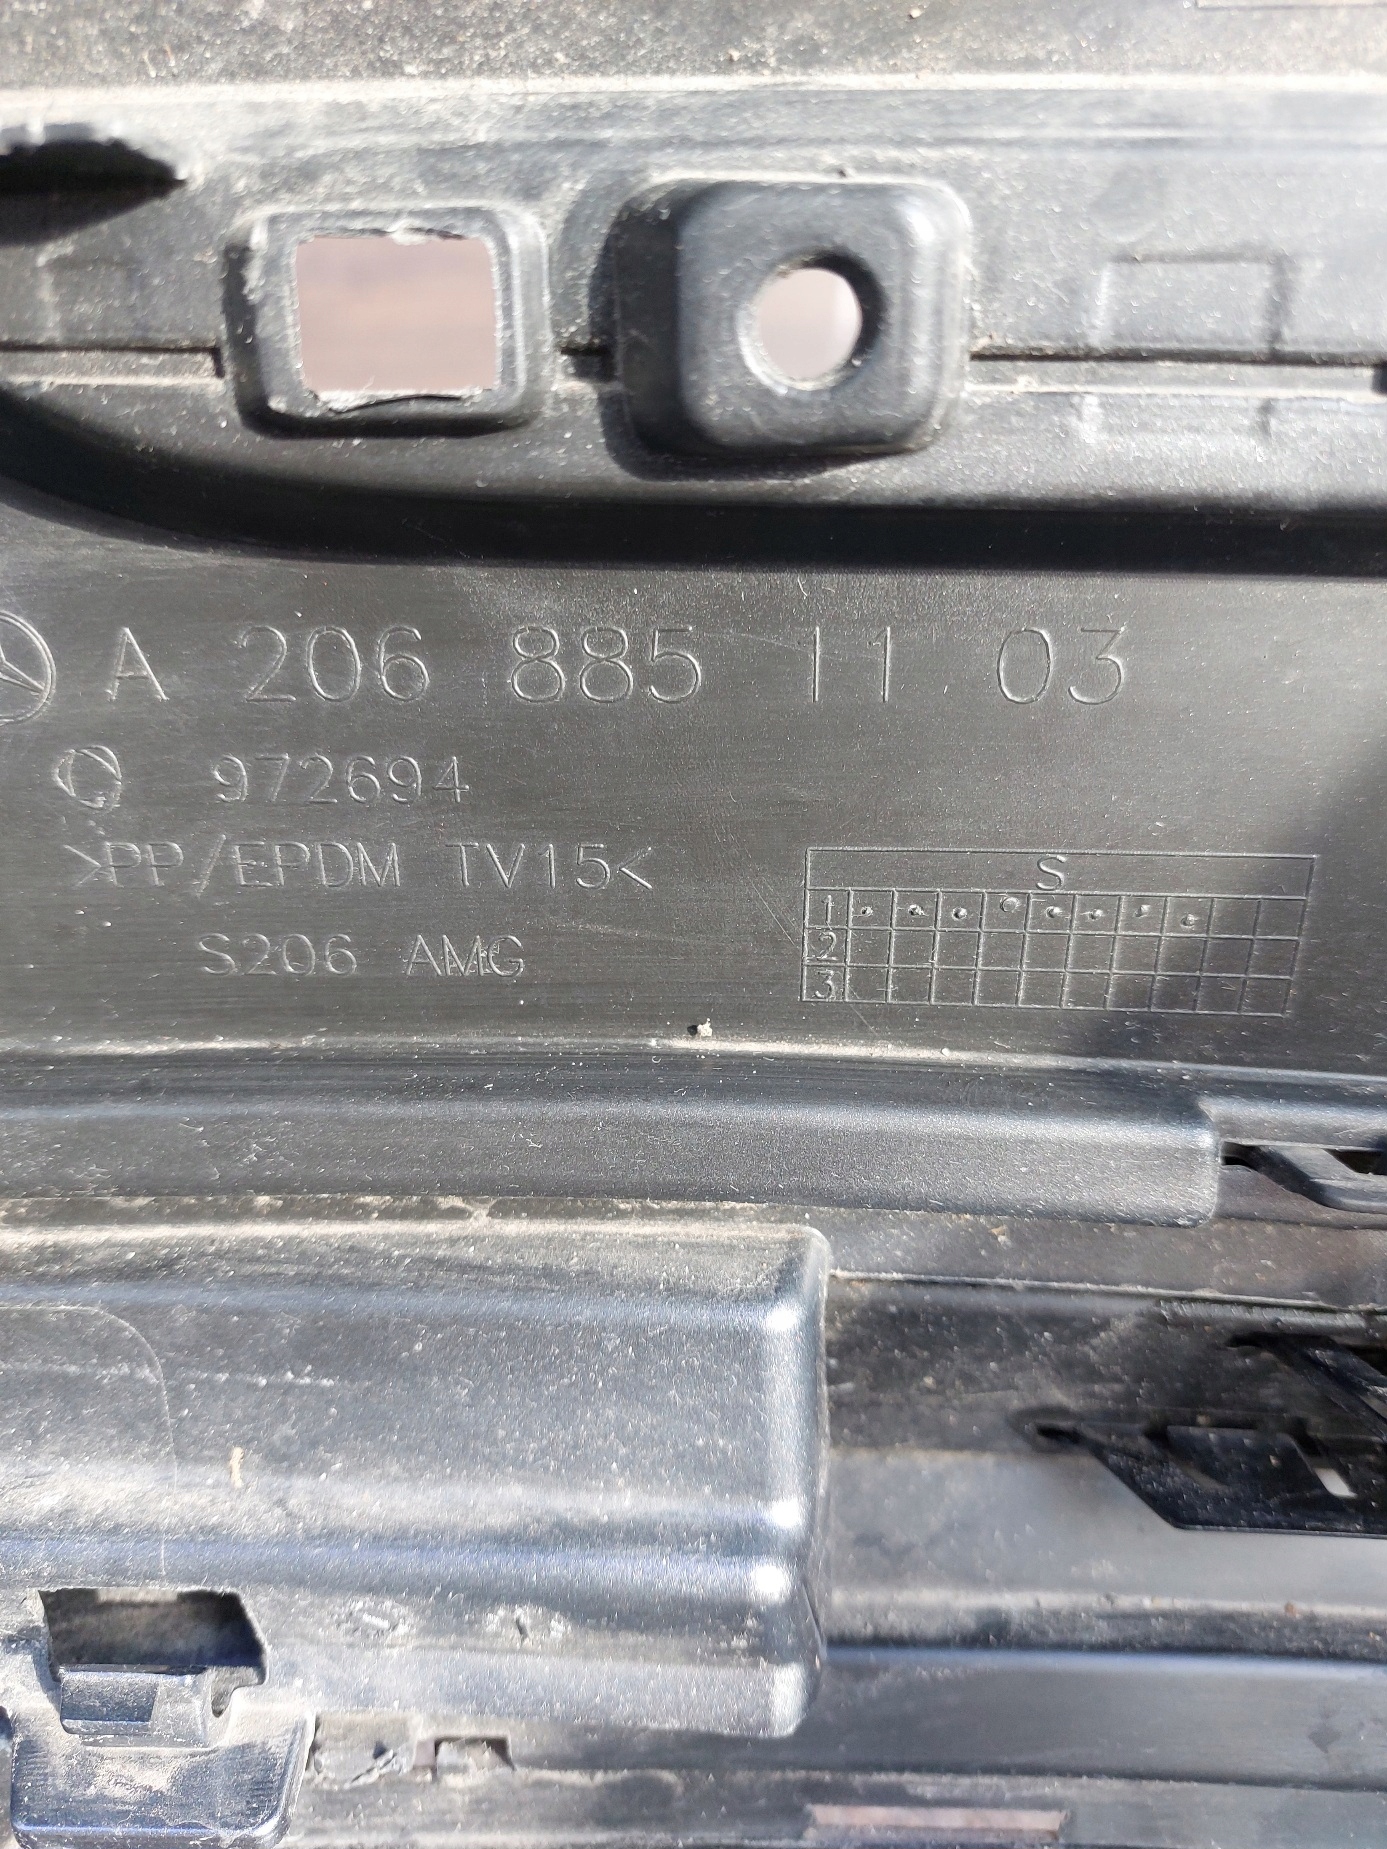 A 206 885 11 03
972694
>PP/EPDM TV15<
S206 AMG
S
1
2
3